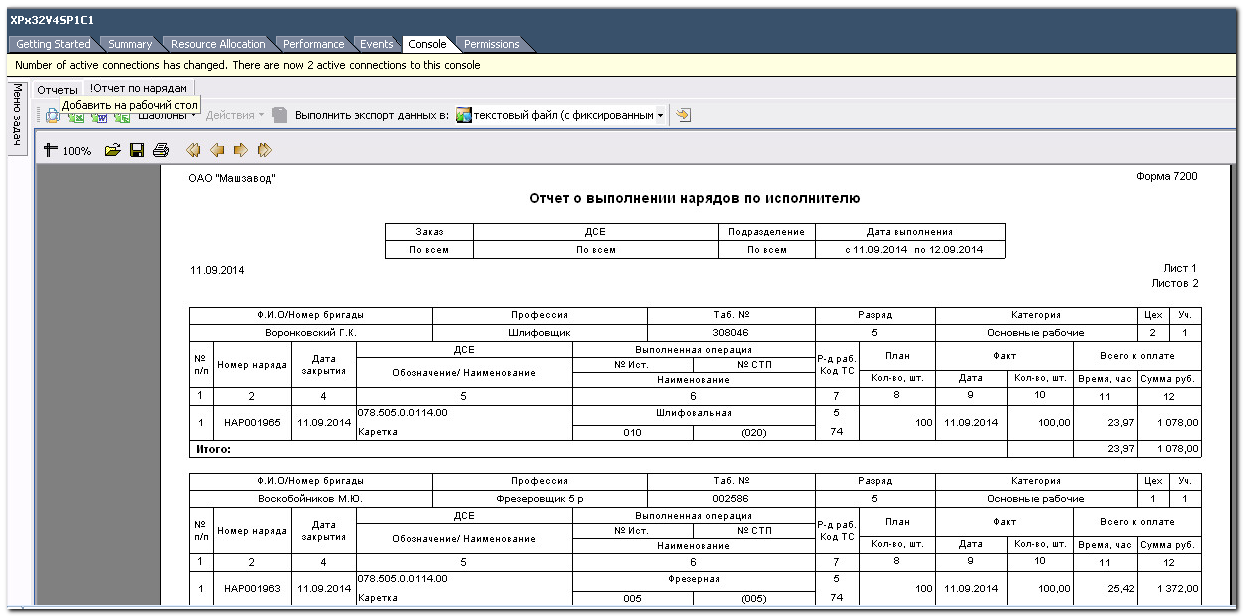 XPx32V4SP1C1
Getting Started Summary Resource Allocation Performance Events Console Permissions
Number of active connections has changed. There are now 2 active connections to this console
Меню задач
Отчеты !Отчет по нарядам
Добавить на рабочий стол
Шаблоны Действия Выполнить экспорт данных в: текстовый файл (с фиксированным
100%
ОАО "Машзавод" Форма 7200
Отчет о выполнении нарядов по исполнителю
Заказ ДСЕ Подразделение Дата выполнения
По всем По всем По всем с 11.09.2014 по 12.09.2014
11.09.2014 Лист 1
Листов 2
Ф.И.О/Номер бригады Профессия Таб. № Разряд Категория Цех Уч.
Воронковский Г.К. Шлифовщик 308046 5 Основные рабочие 2 1
№ п/п Номер наряда Дата закрытия ДСЕ Выполненная операция Р-д раб. Код ТС План Факт Всего к оплате
Обозначение/ Наименование № Ист. № СТП
Наименование Кол-во, шт. Дата Кол-во, шт. Время, час Сумма руб.
1 2 4 5 6 7 8 9 10 11 12
1 НАР001965 11.09.2014 078.505.0.0114.00 Шлифовальная 5 100 11.09.2014 100,00 23,97 1 078,00
Каретка 010 (020) 74
Итого: 23,97 1 078,00
Ф.И.О/Номер бригады Профессия Таб. № Разряд Категория Цех Уч.
Воскобойников М.Ю. Фрезеровщик 5 р 002586 5 Основные рабочие 1 1
№ п/п Номер наряда Дата закрытия ДСЕ Выполненная операция Р-д раб. Код ТС План Факт Всего к оплате
Обозначение/ Наименование № Ист. № СТП
Наименование Кол-во, шт. Дата Кол-во, шт. Время, час Сумма руб.
1 2 4 5 6 7 8 9 10 11 12
1 НАР001963 11.09.2014 078.505.0.0114.00 Фрезерная 5 100 11.09.2014 100,00 25,42 1 372,00
Каретка 005 (005) 74